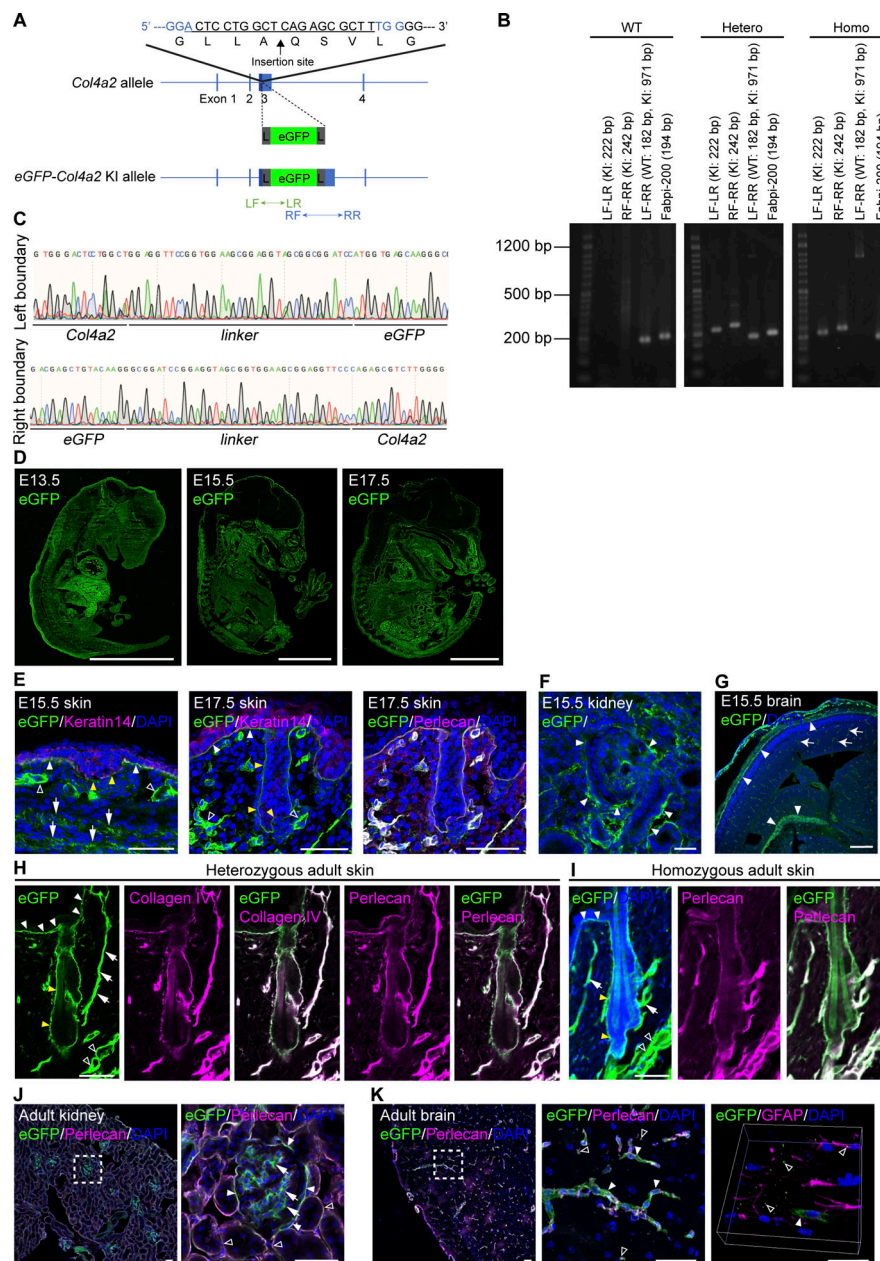 A
5' ---GGA CTCC CTG GCT CAG AGC GCTT TGG GG--- 3'
G L L A Q S V L G
Insertion site
Col4a2 allele
Exon 1 2 3 4
L eGFP L
eGFP-Col4a2 KI allele
L eGFP L
LF LR
RF RR
B
WT Hetero Homo
LF-LR (KI: 222 bp)
RF-RR (KI: 242 bp)
LF-RR (WT: 182 bp, KI: 971 bp)
Fabpi-200 (194 bp)
LF-LR (KI: 222 bp)
RF-RR (KI: 242 bp)
LF-RR (WT: 182 bp, KI: 971 bp)
Fabpi-200 (194 bp)
LF-LR (KI: 222 bp)
RF-RR (KI: 242 bp)
LF-RR (WT: 182 bp, KI: 971 bp)
1200 bp
500 bp
200 bp
C
Left boundary
GTGGGACTCCTGGCTGGAGGTTCCGGTGGAAGCGGAGGTAGCGGCGGATCCATGGTGAGCAAGGGC
Col4a2 linker eGFP
Right boundary
GACGAGCTGTACAAGGGCGGATCCGGAGGTAGCGGTGGAAGCGGAGGTTCCCAGAGCGTCTTGGGG
eGFP linker Col4a2
D
E13.5
eGFP
E15.5
eGFP
E17.5
eGFP
E
E15.5 skin
eGFP/Keratin14/DAPI
E17.5 skin
eGFP/Keratin14/DAPI
E17.5 skin
eGFP/Perlecan/DAPI
F
E15.5 kidney
eGFP/DAPI
G
E15.5 brain
eGFP/DAPI
H
Heterozygous adult skin
eGFP
Collagen IV
eGFP
Collagen IV
Perlecan
eGFP
Perlecan
I
Homozygous adult skin
eGFP/DAPI
Perlecan
eGFP
Perlecan
J
Adult kidney
eGFP/Perlecan/DAPI
eGFP/Perlecan/DAPI
K
Adult brain
eGFP/Perlecan/DAPI
eGFP/Perlecan/DAPI
eGFP/GFAP/DAPI